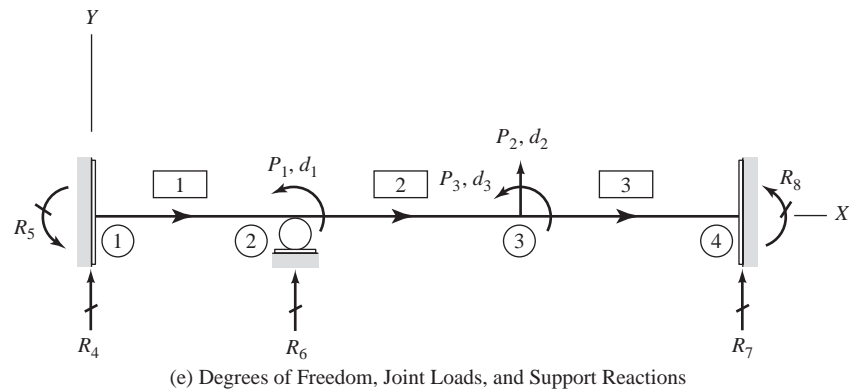 Y
P₂, d₂
P₁, d₁
P₃, d₃
1
2
3
R₈
R₅
X
1
2
3
4
R₄
R₆
R₇
(e) Degrees of Freedom, Joint Loads, and Support Reactions